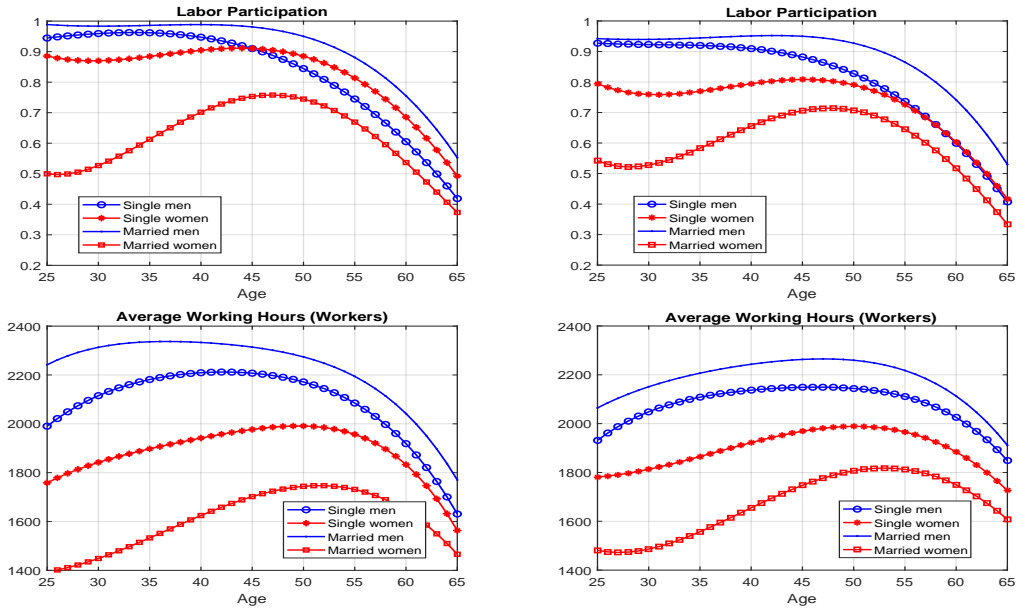 Labor Participation
1
0.9
0.8
0.7
0.6
0.5
0.4
0.3
0.2
Single men
Single women
Married men
Married women
25 30 35 40 45 50 55 60 65
Age
Labor Participation
1
0.9
0.8
0.7
0.6
0.5
0.4
0.3
0.2
Single men
Single women
Married men
Married women
25 30 35 40 45 50 55 60 65
Age
Average Working Hours (Workers)
2400
2200
2000
1800
1600
1400
Single men
Single women
Married men
Married women
25 30 35 40 45 50 55 60 65
Age
Average Working Hours (Workers)
2400
2200
2000
1800
1600
1400
Single men
Single women
Married men
Married women
25 30 35 40 45 50 55 60 65
Age